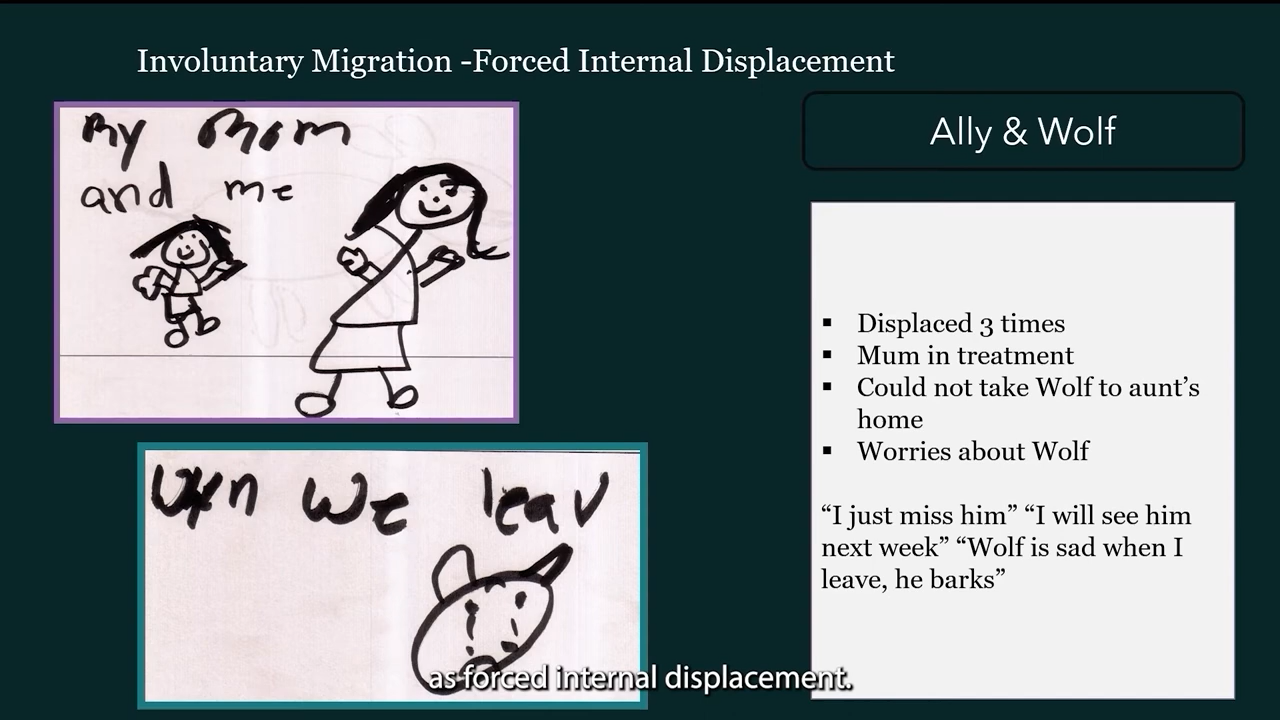 Involuntary Migration -Forced Internal Displacement
my mom
and me
wen we leav
Ally & Wolf
▪ Displaced 3 times
▪ Mum in treatment
▪ Could not take Wolf to aunt’s
home
▪ Worries about Wolf
“I just miss him” “I will see him
next week” “Wolf is sad when I
leave, he barks”
as forced internal displacement.